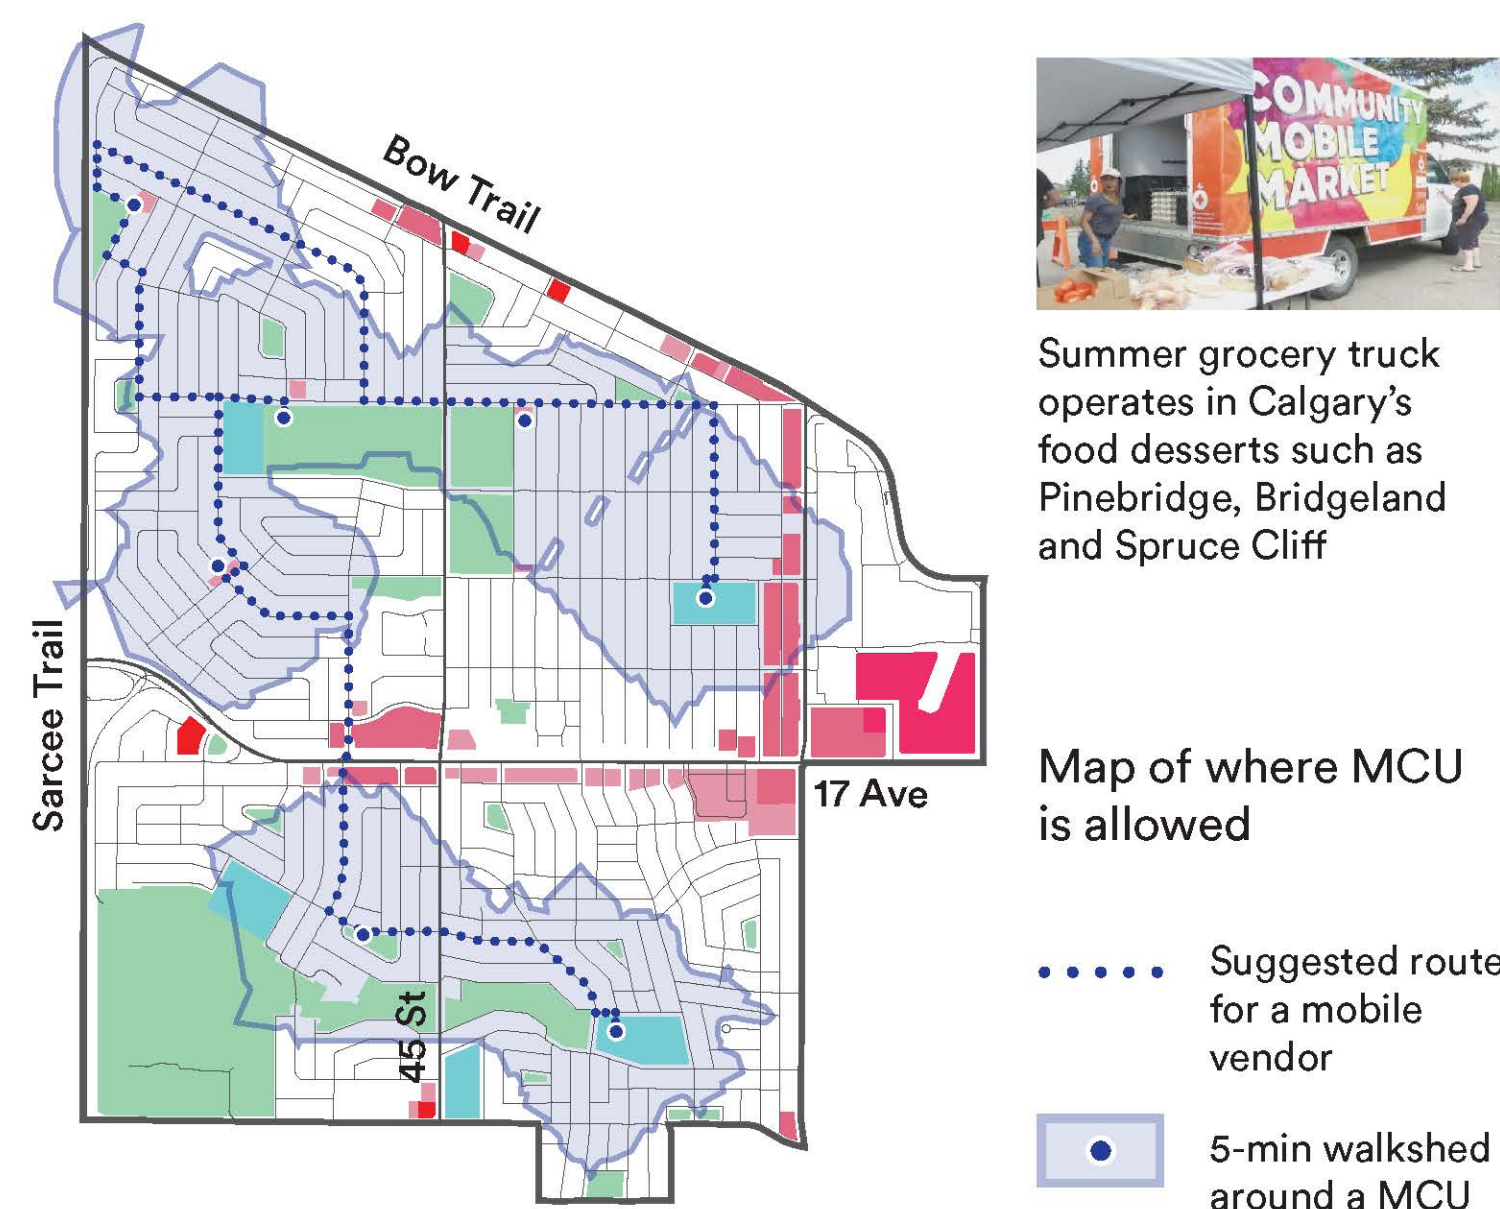 Bow Trail
Sarcee Trail
17 Ave
45 St
COMMUNITY
MOBILE
MARKET
Summer grocery truck
operates in Calgary's
food desserts such as
Pinebridge, Bridgeland
and Spruce Cliff
Map of where MCU
is allowed
Suggested route
for a mobile
vendor
5-min walkshed
around a MCU